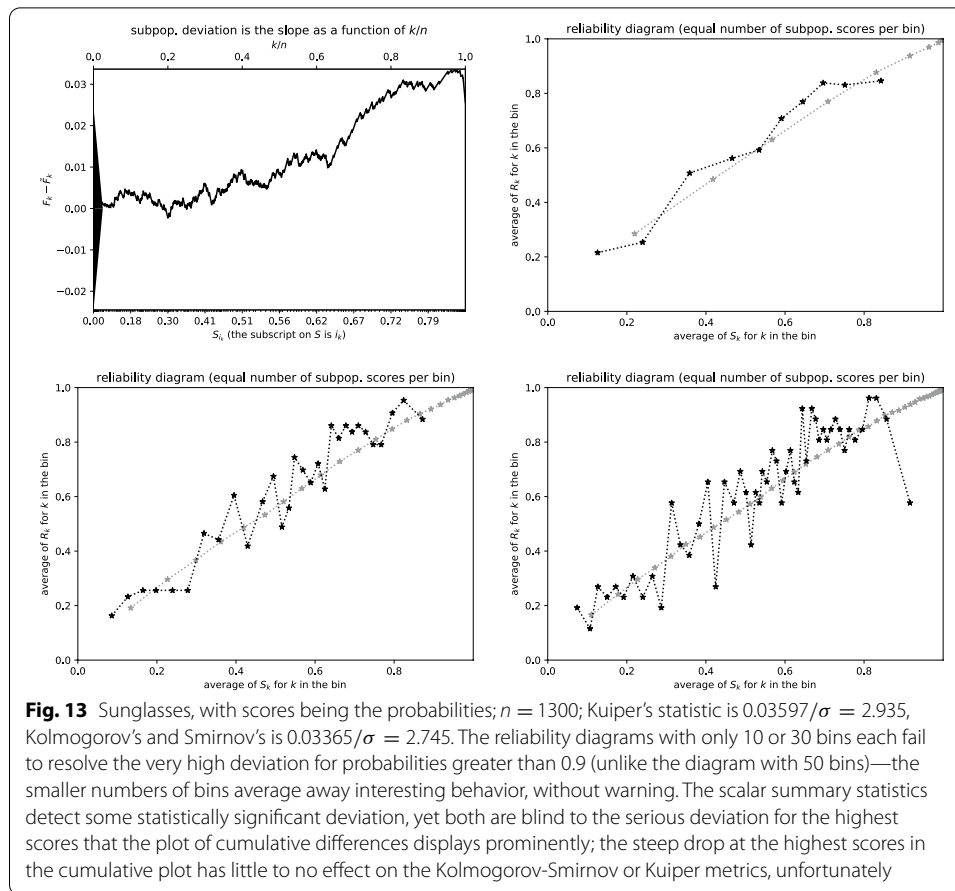 subpop. deviation is the slope as a function of k/n
k/n
0.0 0.2 0.4 0.6 0.8 1.0
0.03
0.02
0.01
0.00
−0.01
−0.02
F_k − F̃_k
0.00 0.18 0.30 0.41 0.51 0.56 0.62 0.67 0.72 0.79
S_{i_k} (the subscript on S is i_k)
reliability diagram (equal number of subpop. scores per bin)
1.0
0.8
0.6
0.4
0.2
0.0
average of R_k for k in the bin
0.2 0.4 0.6 0.8
average of S_k for k in the bin
reliability diagram (equal number of subpop. scores per bin)
1.0
0.8
0.6
0.4
0.2
0.0
average of R_k for k in the bin
0.2 0.4 0.6 0.8
average of S_k for k in the bin
reliability diagram (equal number of subpop. scores per bin)
1.0
0.8
0.6
0.4
0.2
0.0
average of R_k for k in the bin
0.0 0.2 0.4 0.6 0.8
average of S_k for k in the bin
Fig. 13 Sunglasses, with scores being the probabilities; n = 1300; Kuiper's statistic is 0.03597/σ = 2.935,
Kolmogorov's and Smirnov's is 0.03365/σ = 2.745. The reliability diagrams with only 10 or 30 bins each fail
to resolve the very high deviation for probabilities greater than 0.9 (unlike the diagram with 50 bins)—the
smaller numbers of bins average away interesting behavior, without warning. The scalar summary statistics
detect some statistically significant deviation, yet both are blind to the serious deviation for the highest
scores that the plot of cumulative differences displays prominently; the steep drop at the highest scores in
the cumulative plot has little to no effect on the Kolmogorov-Smirnov or Kuiper metrics, unfortunately